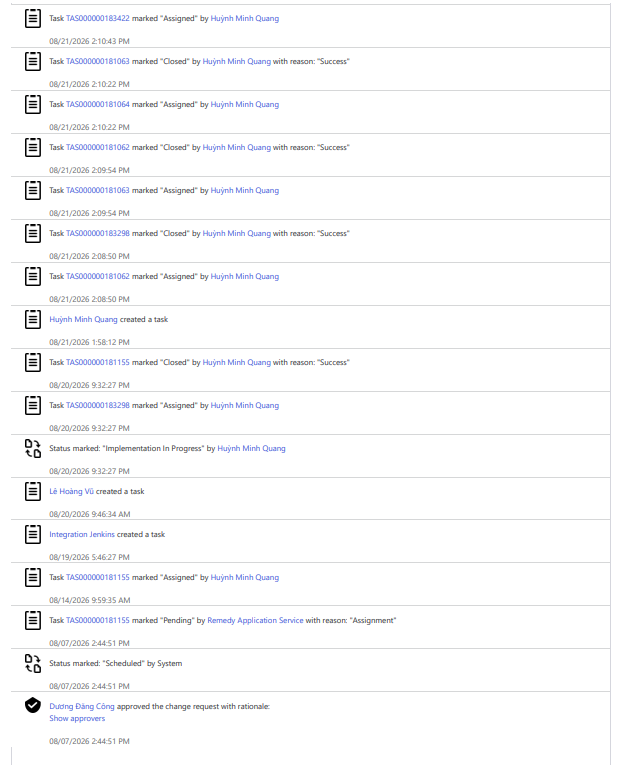 Task TAS000000183422 marked "Assigned" by Huỳnh Minh Quang
08/21/2026 2:10:43 PM
Task TAS000000181063 marked "Closed" by Huỳnh Minh Quang with reason: "Success"
08/21/2026 2:10:22 PM
Task TAS000000181064 marked "Assigned" by Huỳnh Minh Quang
08/21/2026 2:10:22 PM
Task TAS000000181062 marked "Closed" by Huỳnh Minh Quang with reason: "Success"
08/21/2026 2:09:54 PM
Task TAS000000181063 marked "Assigned" by Huỳnh Minh Quang
08/21/2026 2:09:54 PM
Task TAS000000183298 marked "Closed" by Huỳnh Minh Quang with reason: "Success"
08/21/2026 2:08:50 PM
Task TAS000000181062 marked "Assigned" by Huỳnh Minh Quang
08/21/2026 2:08:50 PM
Huỳnh Minh Quang created a task
08/21/2026 1:58:12 PM
Task TAS000000181155 marked "Closed" by Huỳnh Minh Quang with reason: "Success"
08/20/2026 9:32:27 PM
Task TAS000000183298 marked "Assigned" by Huỳnh Minh Quang
08/20/2026 9:32:27 PM
Status marked: "Implementation In Progress" by Huỳnh Minh Quang
08/20/2026 9:32:27 PM
Lê Hoàng Vũ created a task
08/20/2026 9:46:34 AM
Integration Jenkins created a task
08/19/2026 5:46:27 PM
Task TAS000000181155 marked "Assigned" by Huỳnh Minh Quang
08/14/2026 9:59:35 AM
Task TAS000000181155 marked "Pending" by Remedy Application Service with reason: "Assignment"
08/07/2026 2:44:51 PM
Status marked: "Scheduled" by System
08/07/2026 2:44:51 PM
Dương Đăng Công approved the change request with rationale:
Show approvers
08/07/2026 2:44:51 PM